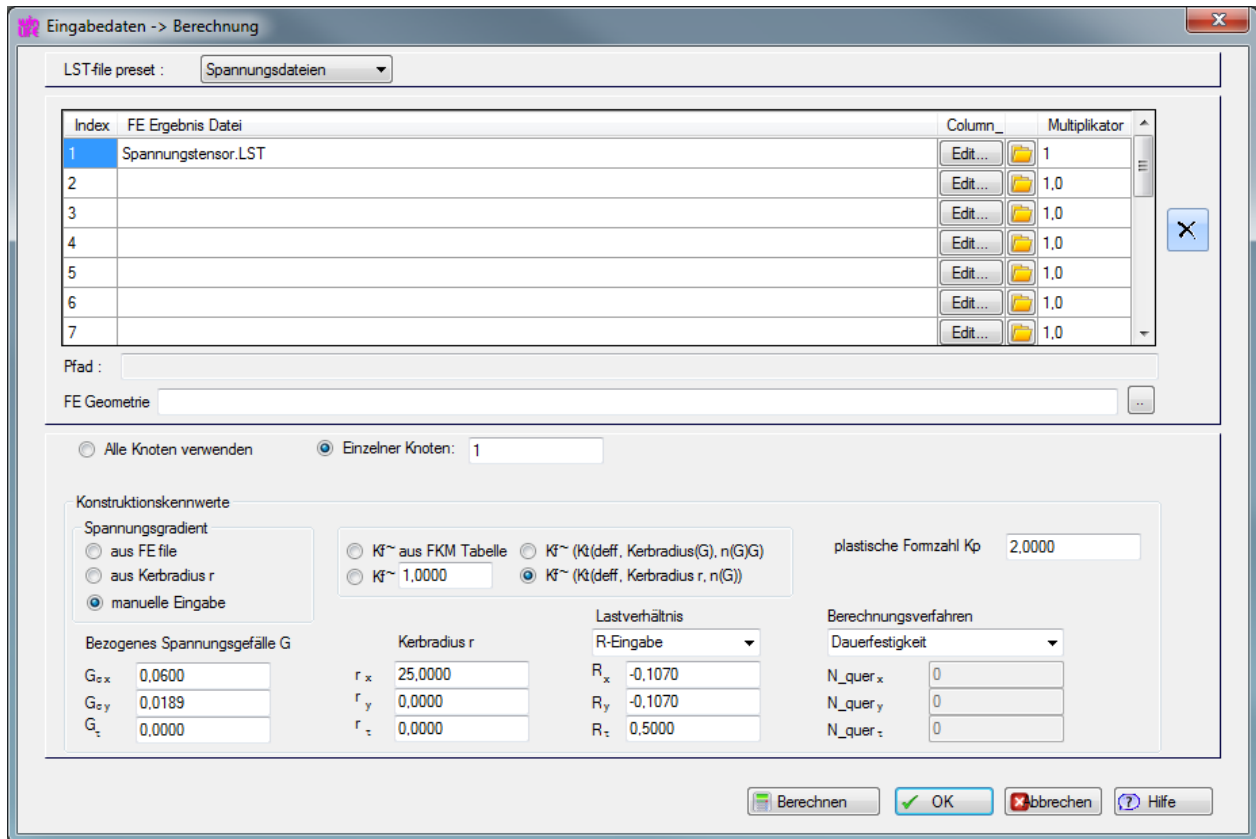 win LIFE Eingabedaten -> Berechnung
LST-file preset : Spannungsdateien
Index FE Ergebnis Datei Column_ Multiplikator
1 Spannungstensor.LST Edit... 1
2 Edit... 1,0
3 Edit... 1,0
4 Edit... 1,0
5 Edit... 1,0
6 Edit... 1,0
7 Edit... 1,0
Pfad :
FE Geometrie ..
Alle Knoten verwenden Einzelner Knoten: 1
Konstruktionskennwerte
Spannungsgradient
aus FE file
aus Kerbradius r
manuelle Eingabe
Kf~ aus FKM Tabelle Kf~ (Kt(deff, Kerbradius(G), n(G)G)
Kf~ 1,0000 Kf~ (Kt(deff, Kerbradius r, n(G))
plastische Formzahl Kp 2,0000
Lastverhältnis Berechnungsverfahren
Bezogenes Spannungsgefälle G Kerbradius r R-Eingabe Dauerfestigkeit
Gσx 0,0600 r x 25,0000 Rx -0,1070 N_quer x 0
Gσy 0,0189 r y 0,0000 Ry -0,1070 N_quer y 0
Gτ 0,0000 r τ 0,0000 Rτ 0,5000 N_quer τ 0
Berechnen OK Abbrechen Hilfe